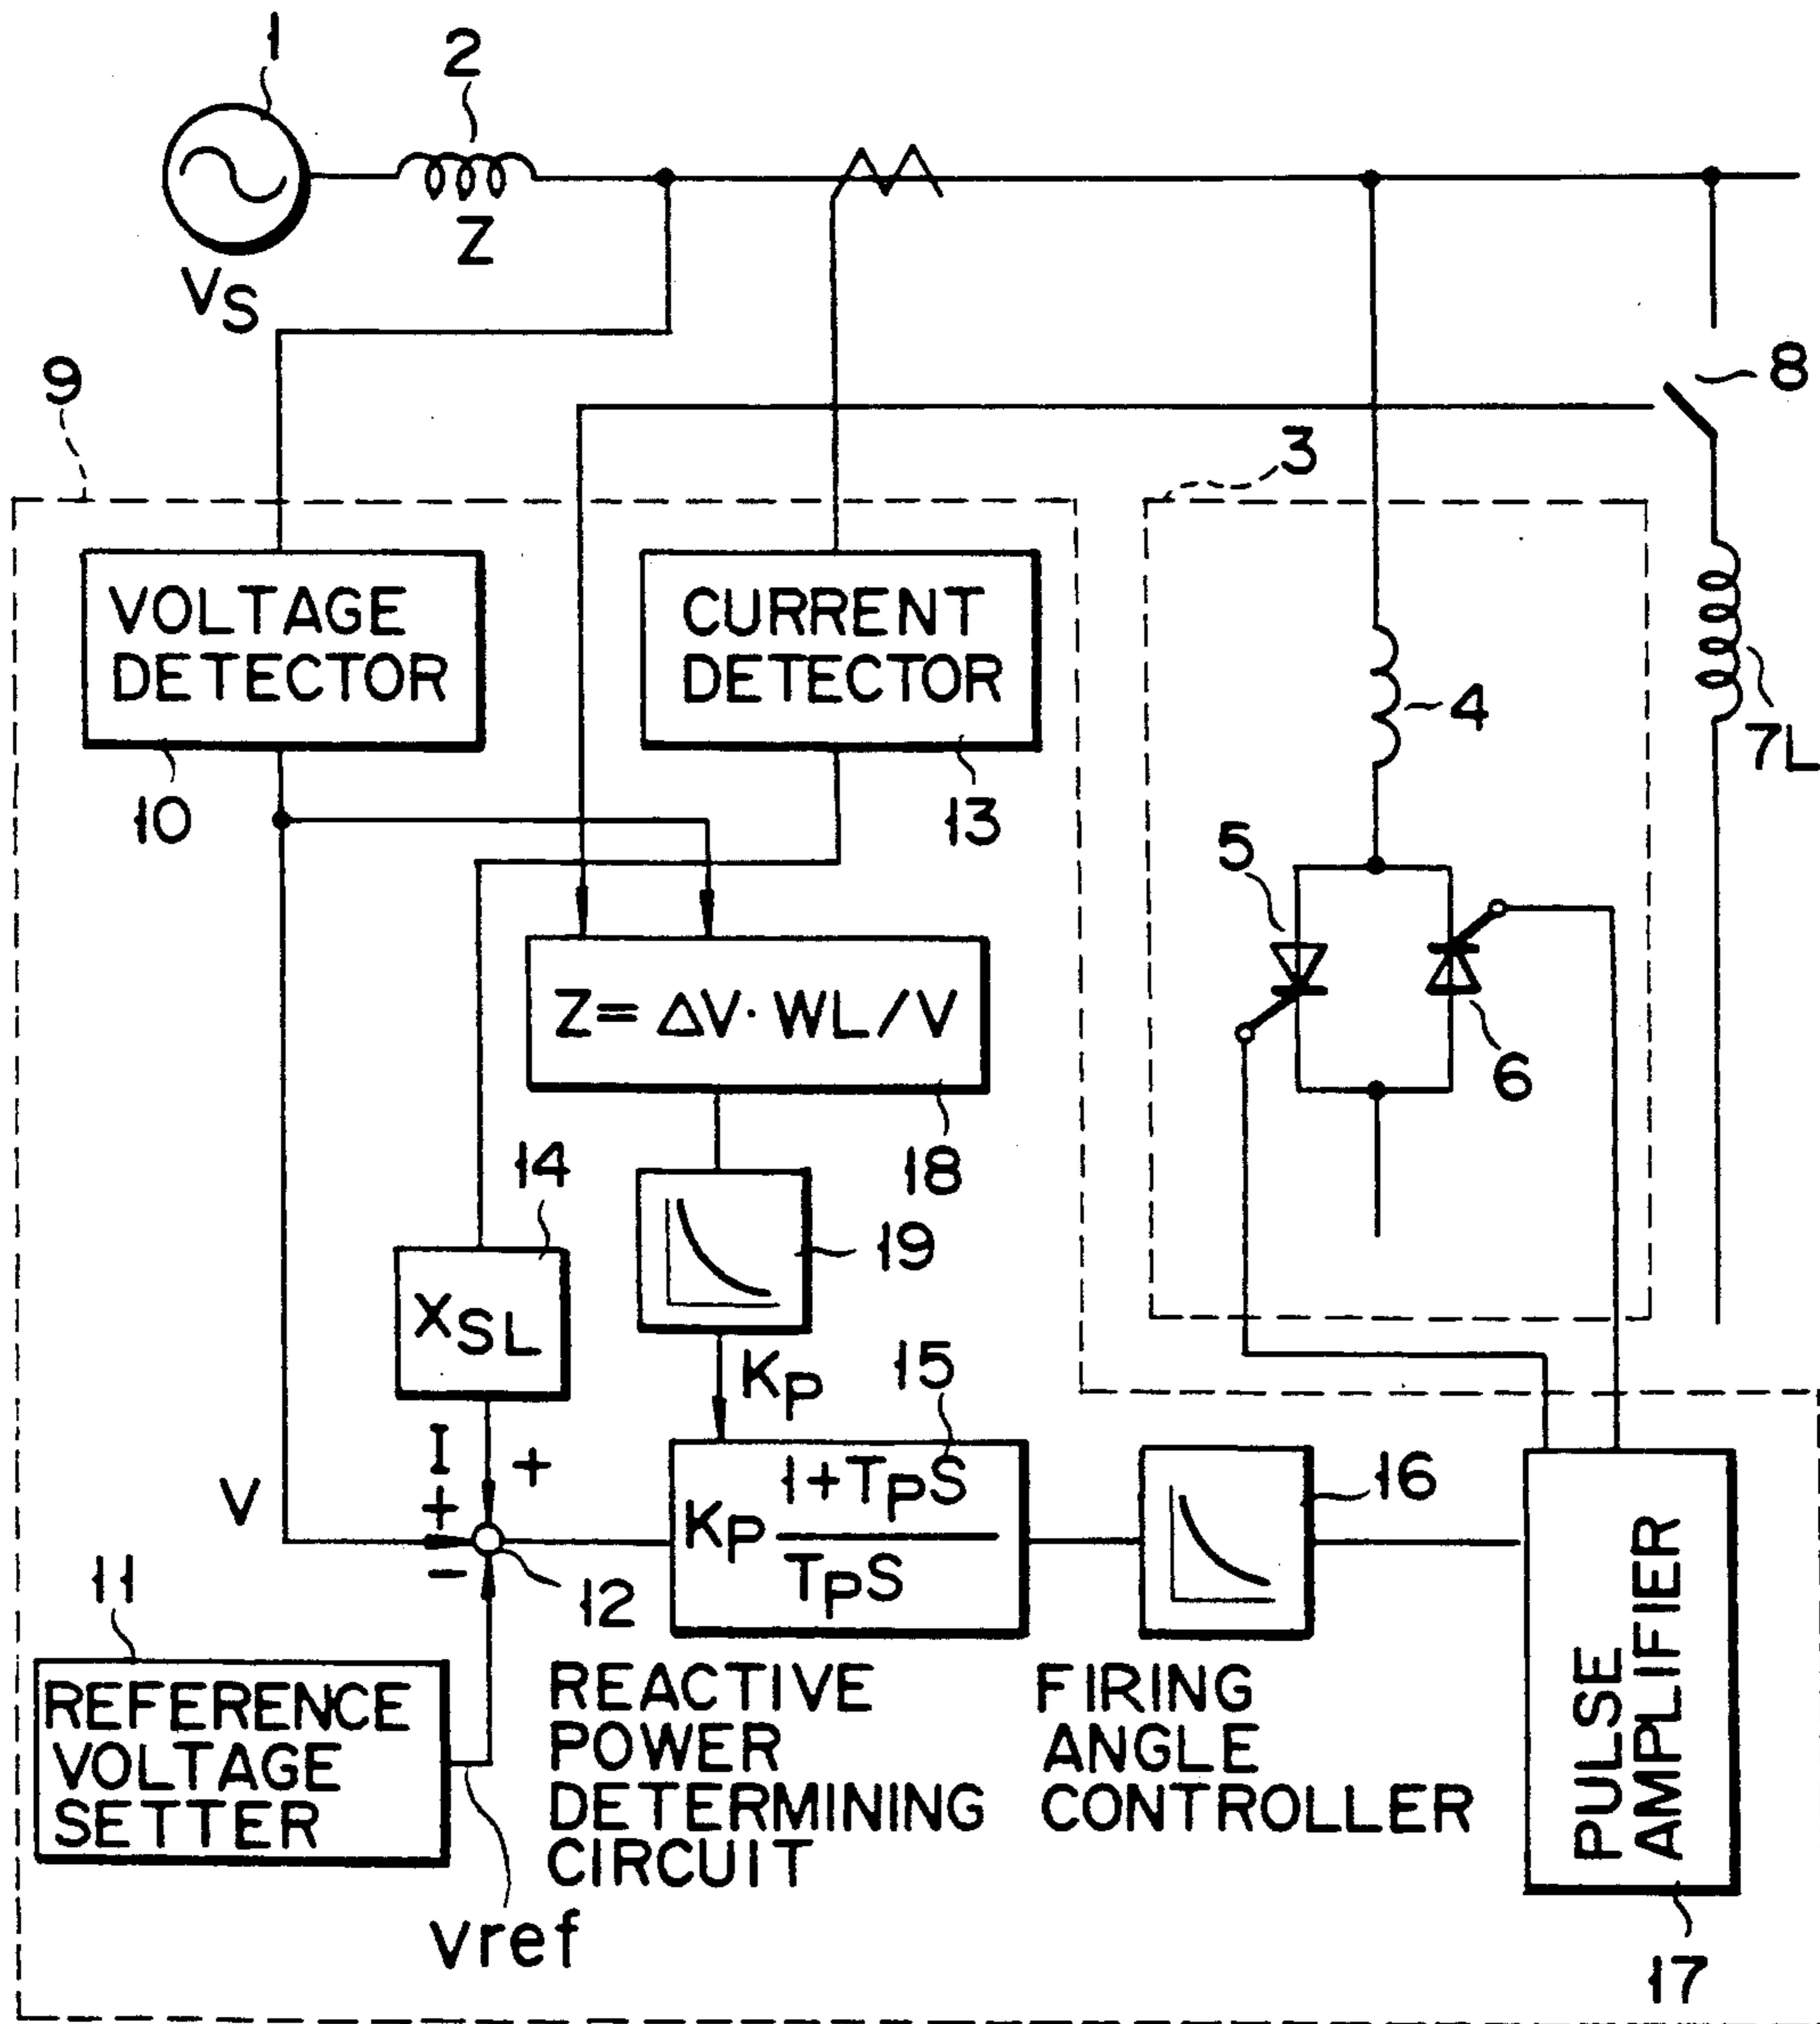 1
2
Z
VS
8
9
3
VOLTAGE
DETECTOR
CURRENT
DETECTOR
4
7L
10
13
5
Z= ΔV· WL/V
6
14
18
19
XSL
KP
15
I
+
V
+
KP (1+TPS)/(TPS)
16
-
12
11
REFERENCE
VOLTAGE
SETTER
REACTIVE
POWER
DETERMINING
CIRCUIT
FIRING
ANGLE
CONTROLLER
PULSE
AMPLIFIER
Vref
17